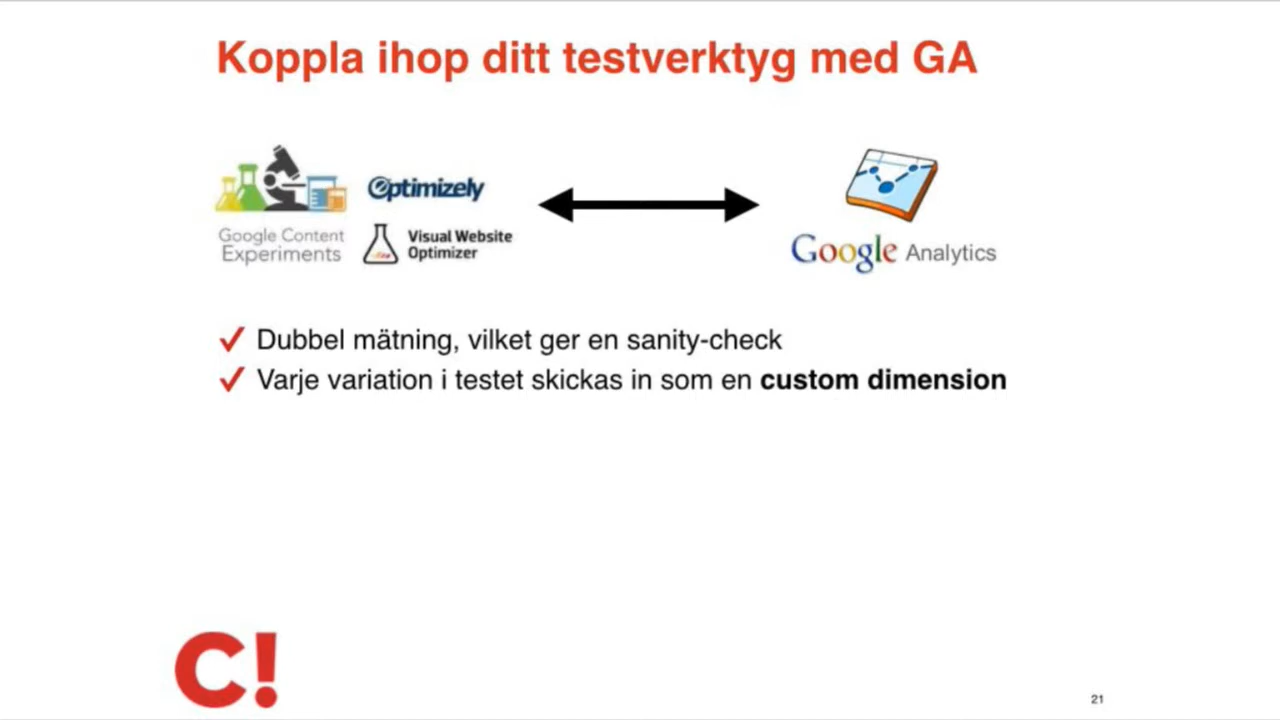 Koppla ihop ditt testverktyg med GA
Google Content
Experiments
Optimizely
Visual Website
Optimizer
Google Analytics
Dubbel mätning, vilket ger en sanity-check
Varje variation i testet skickas in som en custom dimension
C!
21